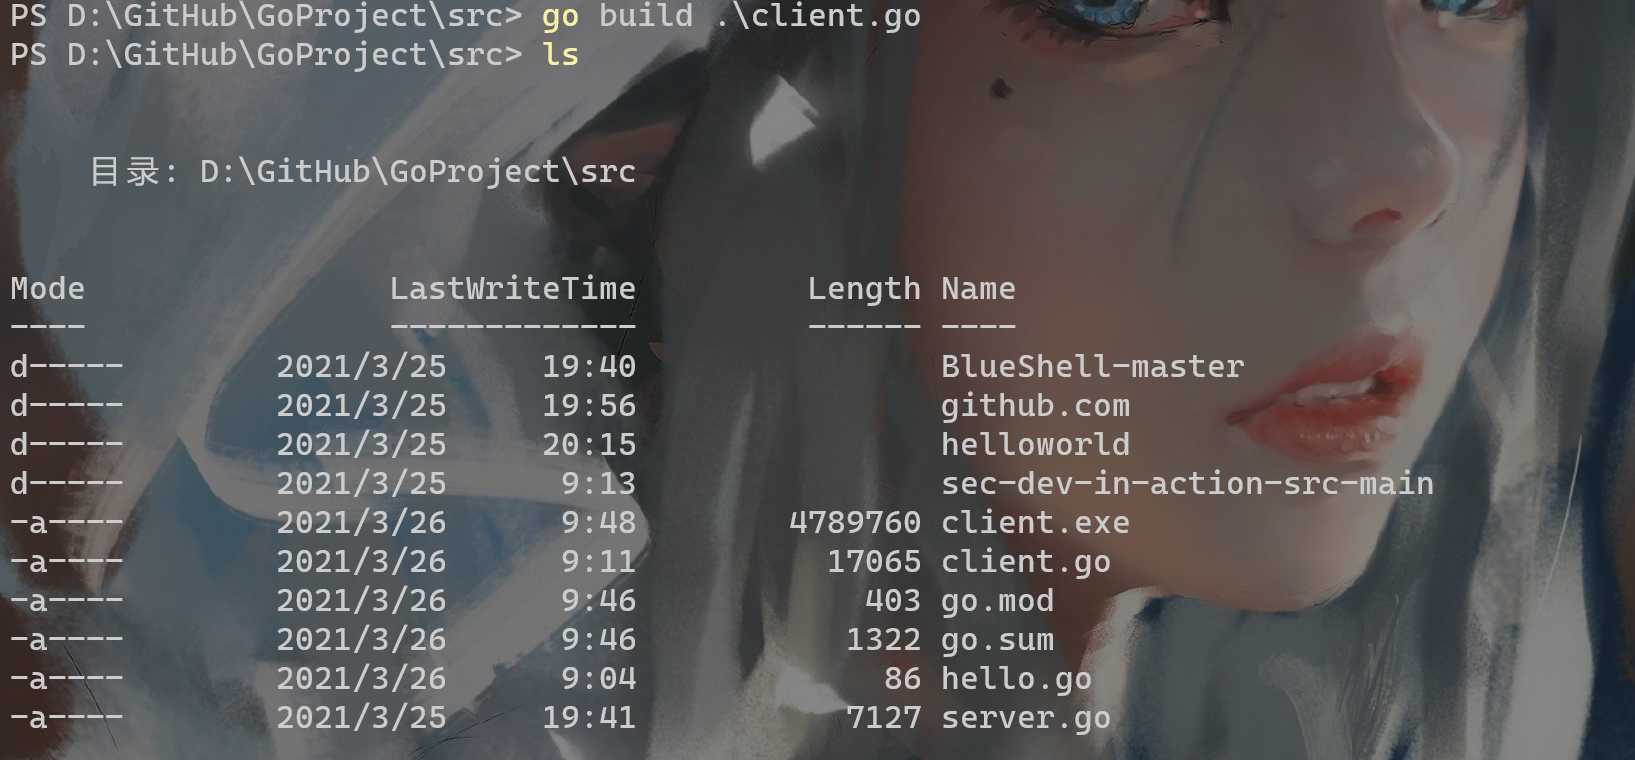 PS D:\GitHub\GoProject\src> go build .\client.go
PS D:\GitHub\GoProject\src> ls
目录: D:\GitHub\GoProject\src
Mode LastWriteTime Length Name
---- ------------- ------ ----
d----- 2021/3/25 19:40 BlueShell-master
d----- 2021/3/25 19:56 github.com
d----- 2021/3/25 20:15 helloworld
d----- 2021/3/25 9:13 sec-dev-in-action-src-main
-a---- 2021/3/26 9:48 4789760 client.exe
-a---- 2021/3/26 9:11 17065 client.go
-a---- 2021/3/26 9:46 403 go.mod
-a---- 2021/3/26 9:46 1322 go.sum
-a---- 2021/3/26 9:04 86 hello.go
-a---- 2021/3/25 19:41 7127 server.go